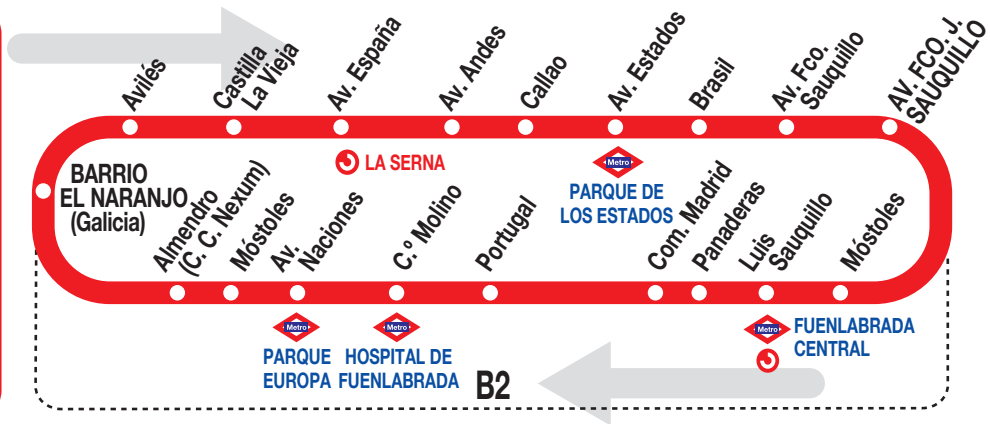 Avilés
Castilla
La Vieja
Av. España
Av. Andes
Callao
Av. Estados
Brasil
Av. Fco.
Sauquillo
AV. FCO. J.
SAUQUILLO
LA SERNA
Metro
PARQUE DE
LOS ESTADOS
BARRIO
EL NARANJO
(Galicia)
Almendro
(C. C. Nexum)
Móstoles
Av.
Naciones
C.º Molino
Portugal
Com. Madrid
Panaderas
Luis
Sauquillo
Móstoles
Metro
PARQUE
EUROPA
Metro
HOSPITAL DE
FUENLABRADA
Metro
FUENLABRADA
CENTRAL
B2